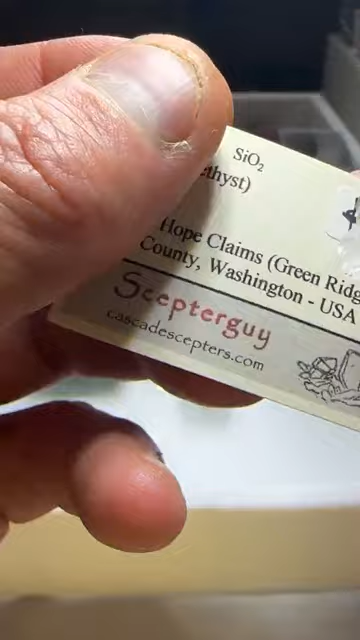 SiO₂
ethyst)
Hope Claims (Green Ridg
County, Washington - USA
Scepterguy
cascadescepters.com